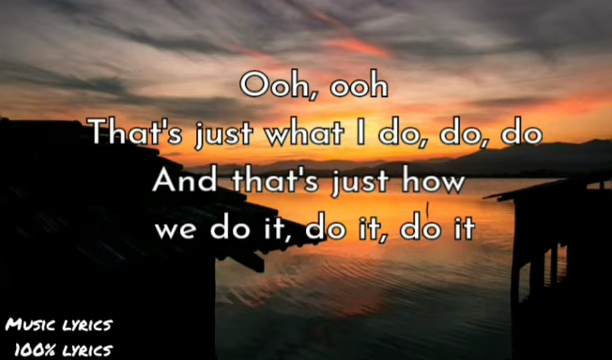 Ooh, ooh
That's just what I do, do, do
And that's just how
we do it, do it, do it
Music lyrics
100% lyrics